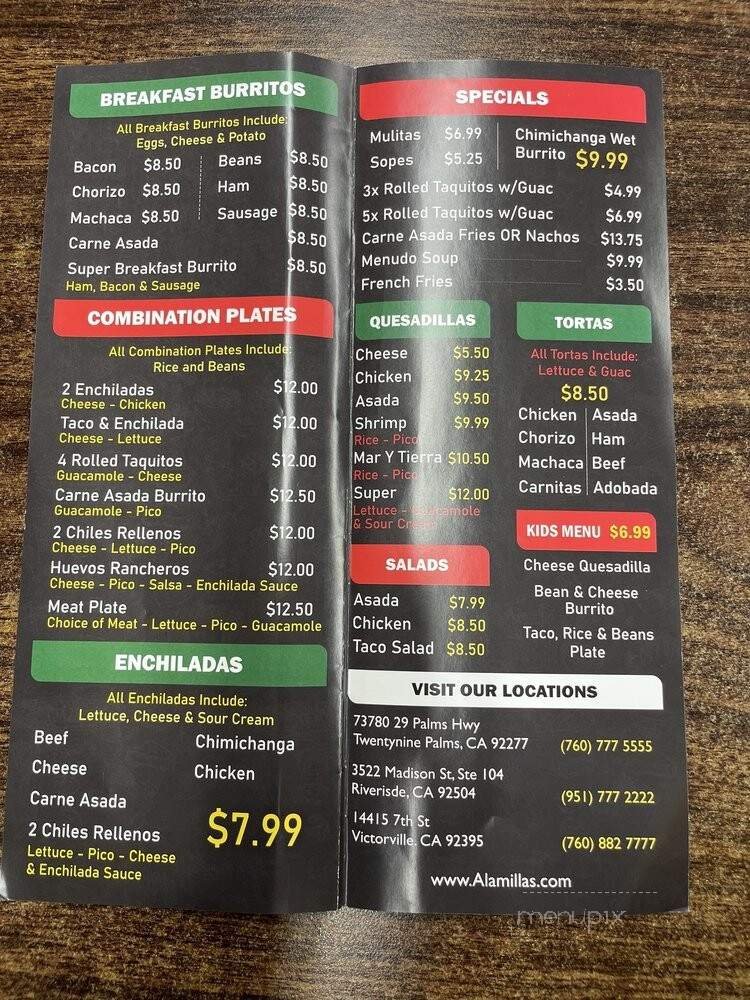 BREAKFAST BURRITOS
All Breakfast Burritos Include:
Eggs, Cheese & Potato
Bacon $8.50
Beans $8.50
Chorizo $8.50
Ham $8.50
Machaca $8.50
Sausage $8.50
Carne Asada $8.50
Super Breakfast Burrito $8.50
Ham, Bacon & Sausage
COMBINATION PLATES
All Combination Plates Include:
Rice and Beans
2 Enchiladas $12.00
Cheese - Chicken
Taco & Enchilada $12.00
Cheese - Lettuce
4 Rolled Taquitos $12.00
Guacamole - Cheese
Carne Asada Burrito $12.50
Guacamole - Pico
2 Chiles Rellenos $12.00
Cheese - Lettuce - Pico
Huevos Rancheros $12.00
Cheese - Pico - Salsa - Enchilada Sauce
Meat Plate $12.50
Choice of Meat - Lettuce - Pico - Guacamole
ENCHILADAS
All Enchiladas Include:
Lettuce, Cheese & Sour Cream
Beef
Chimichanga
Cheese
Chicken
Carne Asada
2 Chiles Rellenos
Lettuce - Pico - Cheese
& Enchilada Sauce
$7.99
SPECIALS
Mulitas $6.99
Sopes $5.25
Chimichanga Wet
Burrito $9.99
3x Rolled Taquitos w/Guac $4.99
5x Rolled Taquitos w/Guac $6.99
Carne Asada Fries OR Nachos $13.75
Menudo Soup $9.99
French Fries $3.50
QUESADILLAS
Cheese $5.50
Chicken $9.25
Asada $9.50
Shrimp $9.99
Rice - Pico
Mar Y Tierra $10.50
Rice - Pico
Super $12.00
Lettuce - Guacamole
& Sour Cream
TORTAS
All Tortas Include:
Lettuce & Guac
$8.50
Chicken Asada
Chorizo Ham
Machaca Beef
Carnitas Adobada
KIDS MENU $6.99
Cheese Quesadilla
Bean & Cheese
Burrito
Taco, Rice & Beans
Plate
SALADS
Asada $7.99
Chicken $8.50
Taco Salad $8.50
VISIT OUR LOCATIONS
73780 29 Palms Hwy
Twentynine Palms, CA 92277 (760) 777 5555
3522 Madison St, Ste 104
Riverisde, CA 92504 (951) 777 2222
14415 7th St
Victorville, CA 92395 (760) 882 7777
www.Alamillas.com
menupix